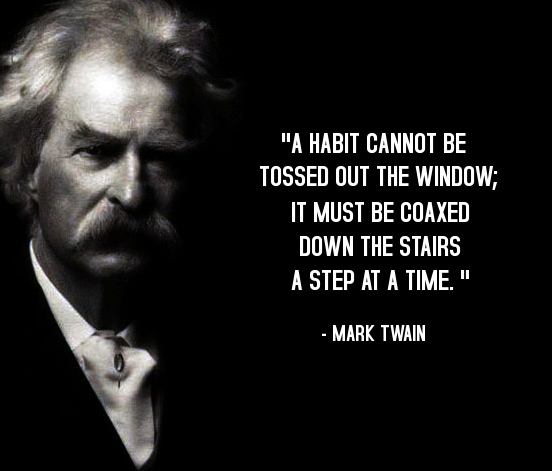 "A HABIT CANNOT BE
TOSSED OUT THE WINDOW;
IT MUST BE COAXED
DOWN THE STAIRS
A STEP AT A TIME. "
- MARK TWAIN